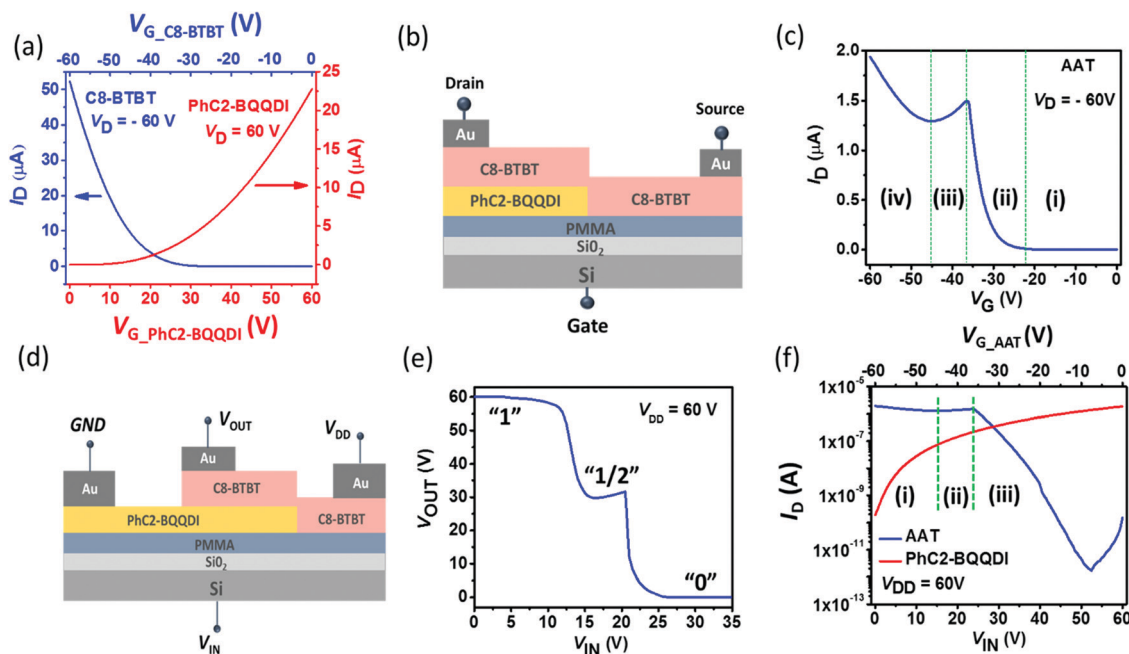 (a)
V_G_C8-BTBT (V)
-60 -50 -40 -30 -20 -10 0
50
40
30
20
10
0
I_D (μA)
C8-BTBT
V_D = - 60 V
PhC2-BQQDI
V_D = 60 V
25
20
15
10
5
0
I_D (μA)
0 10 20 30 40 50 60
V_G_PhC2-BQQDI (V)
(b)
Drain
Source
Au
Au
C8-BTBT
PhC2-BQQDI
C8-BTBT
PMMA
SiO₂
Si
Gate
(c)
2.0
1.5
1.0
0.5
0.0
I_D (μA)
AAT
V_D = - 60V
(iv) (iii) (ii) (i)
-60 -50 -40 -30 -20 -10 0
V_G (V)
(d)
GND
V_OUT
V_DD
Au
Au
Au
C8-BTBT
PhC2-BQQDI
C8-BTBT
PMMA
SiO₂
Si
V_IN
(e)
60
50
40
30
20
10
0
V_OUT (V)
V_DD = 60 V
“1”
“1/2”
“0”
0 5 10 15 20 25 30 35
V_IN (V)
(f)
V_G_AAT (V)
-60 -50 -40 -30 -20 -10 0
1x10⁻⁵
1x10⁻⁷
1x10⁻⁹
1x10⁻¹¹
1x10⁻¹³
I_D (A)
(i) (ii) (iii)
AAT
PhC2-BQQDI
V_DD = 60V
0 10 20 30 40 50 60
V_IN (V)